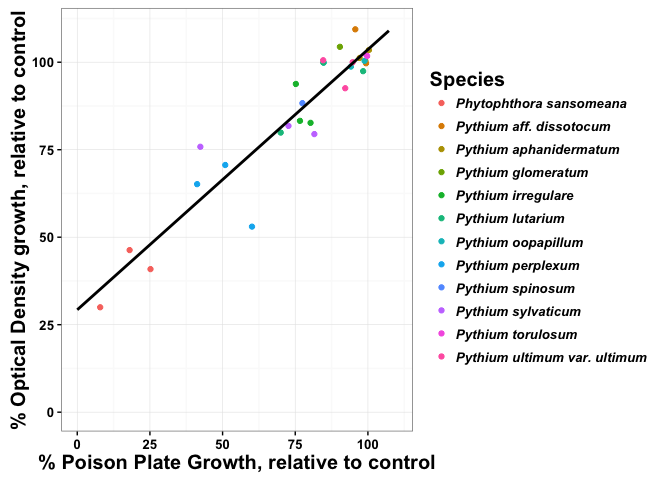 % Optical Density growth, relative to control
100
75
50
25
0
0 25 50 75 100
% Poison Plate Growth, relative to control
Species
Phytophthora sansomeana
Pythium aff. dissotocum
Pythium aphanidermatum
Pythium glomeratum
Pythium irregulare
Pythium lutarium
Pythium oopapillum
Pythium perplexum
Pythium spinosum
Pythium sylvaticum
Pythium torulosum
Pythium ultimum var. ultimum